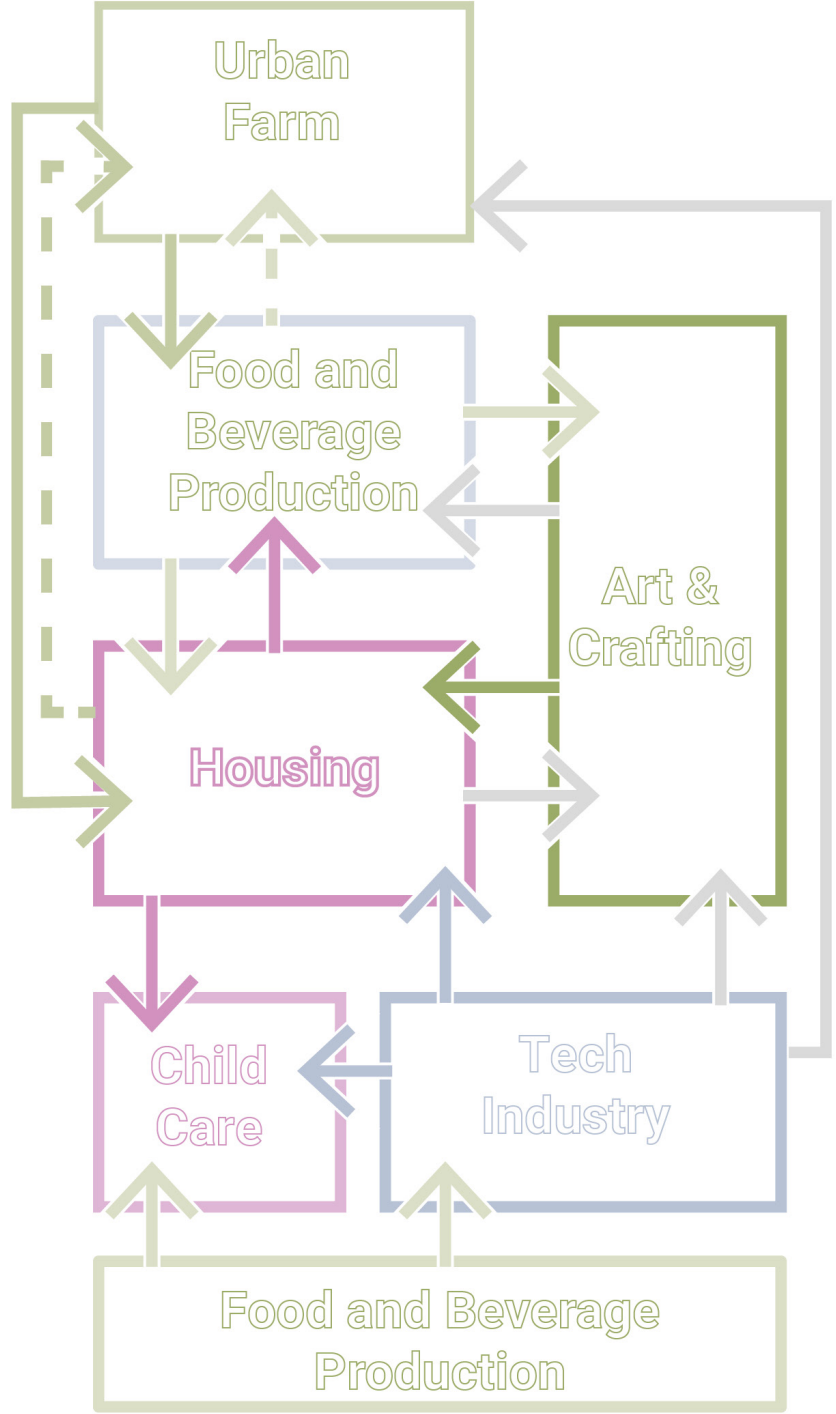 Urban
Farm
Food and
Beverage
Production
Art &
Crafting
Housing
Child
Care
Tech
Industry
Food and Beverage
Production